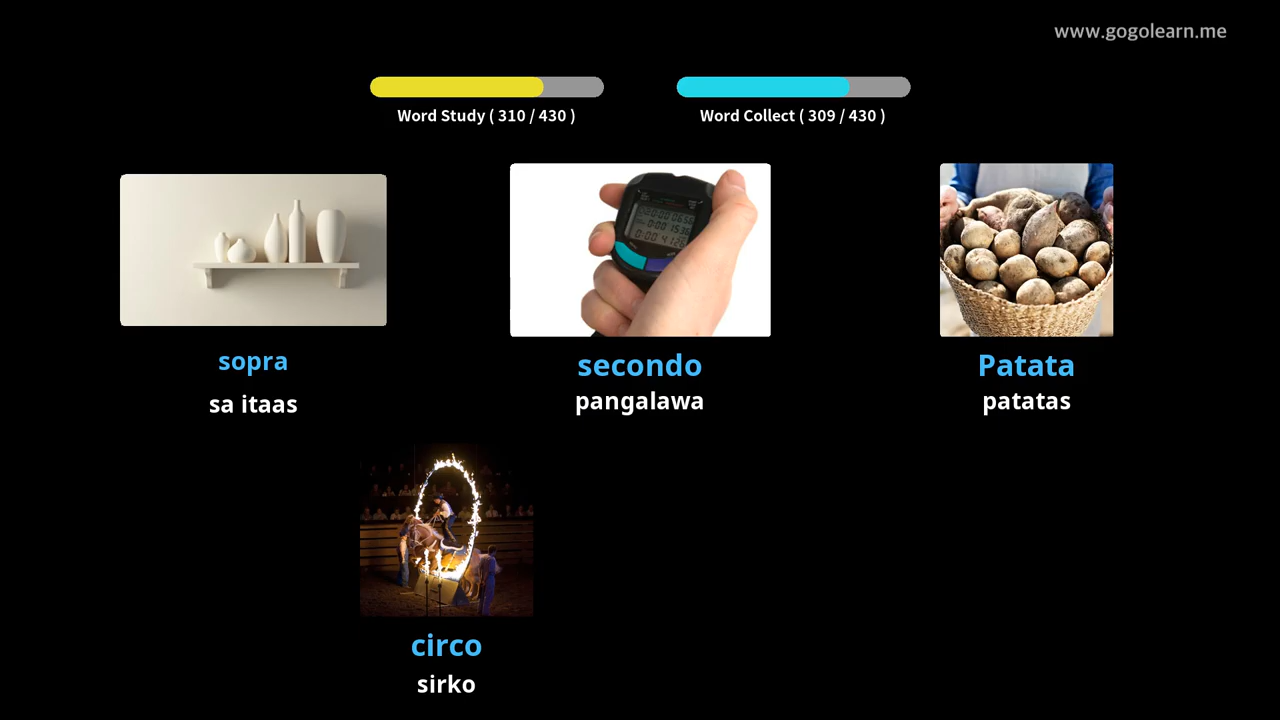 www.gogolearn.me
Word Study ( 310 / 430 )
Word Collect ( 309 / 430 )
sopra
sa itaas
secondo
pangalawa
Patata
patatas
circo
sirko